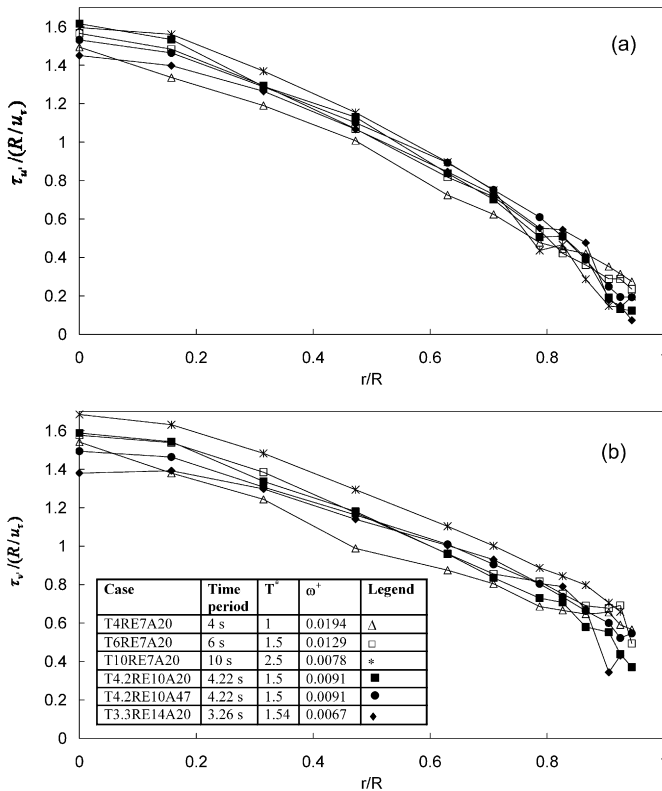 (a)
1.6
1.4
1.2
1
0.8
0.6
0.4
0.2
0
τu' /(R/uτ)
0 0.2 0.4 0.6 0.8 1
r/R
(b)
1.6
1.4
1.2
1
0.8
0.6
0.4
0.2
0
τv' /(R/uτ)
Case Time period T* ω+ Legend
T4RE7A20 4 s 1 0.0194 △
T6RE7A20 6 s 1.5 0.0129 □
T10RE7A20 10 s 2.5 0.0078 *
T4.2RE10A20 4.22 s 1.5 0.0091 ■
T4.2RE10A47 4.22 s 1.5 0.0091 ●
T3.3RE14A20 3.26 s 1.54 0.0067 ◆
0 0.2 0.4 0.6 0.8 1
r/R